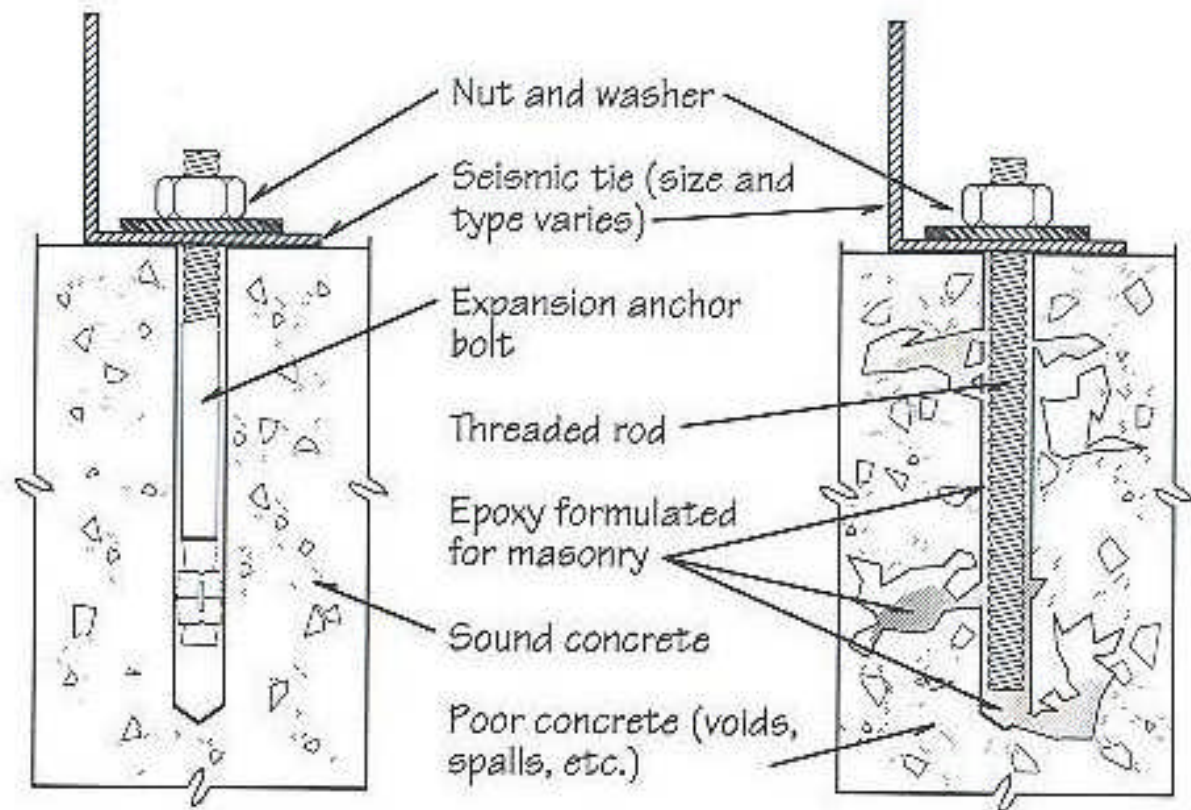 Nut and washer
Seismic tie (size and
type varies)
Expansion anchor
bolt
Threaded rod
Epoxy formulated
for masonry
Sound concrete
Poor concrete (voids,
spalls, etc.)